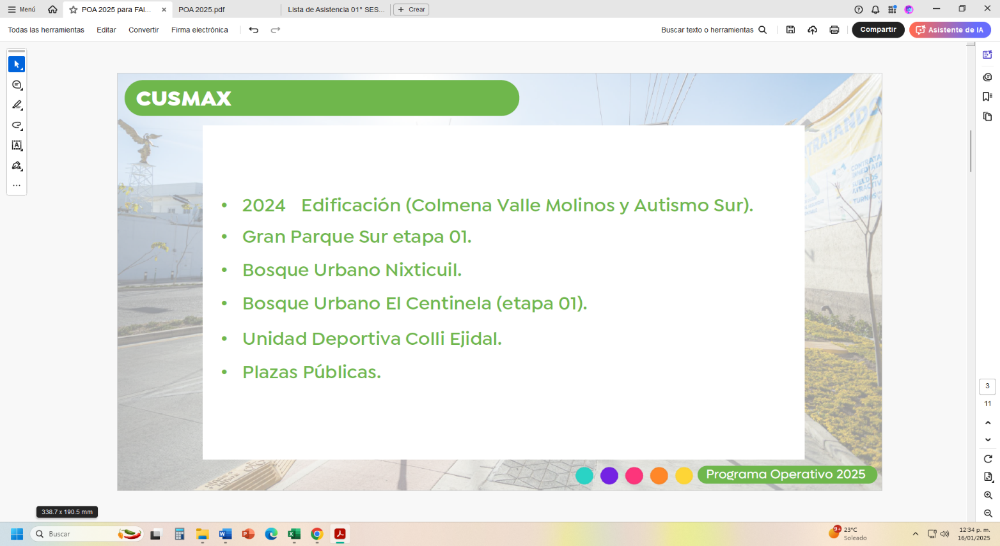 Menú
POA 2025 para FAI...
POA 2025.pdf
Lista de Asistencia 01° SES...
Crear
Todas las herramientas
Editar
Convertir
Firma electrónica
Buscar texto o herramientas
Compartir
Asistente de IA
CUSMAX
• 2024 Edificación (Colmena Valle Molinos y Autismo Sur).
• Gran Parque Sur etapa 01.
• Bosque Urbano Nixticuil.
• Bosque Urbano El Centinela (etapa 01).
• Unidad Deportiva Colli Ejidal.
• Plazas Públicas.
TRATANDO
CONTRATA
Programa Operativo 2025
3
11
338.7 x 190.5 mm
Buscar
9+
23°C
Soleado
12:34 p. m.
16/01/2025